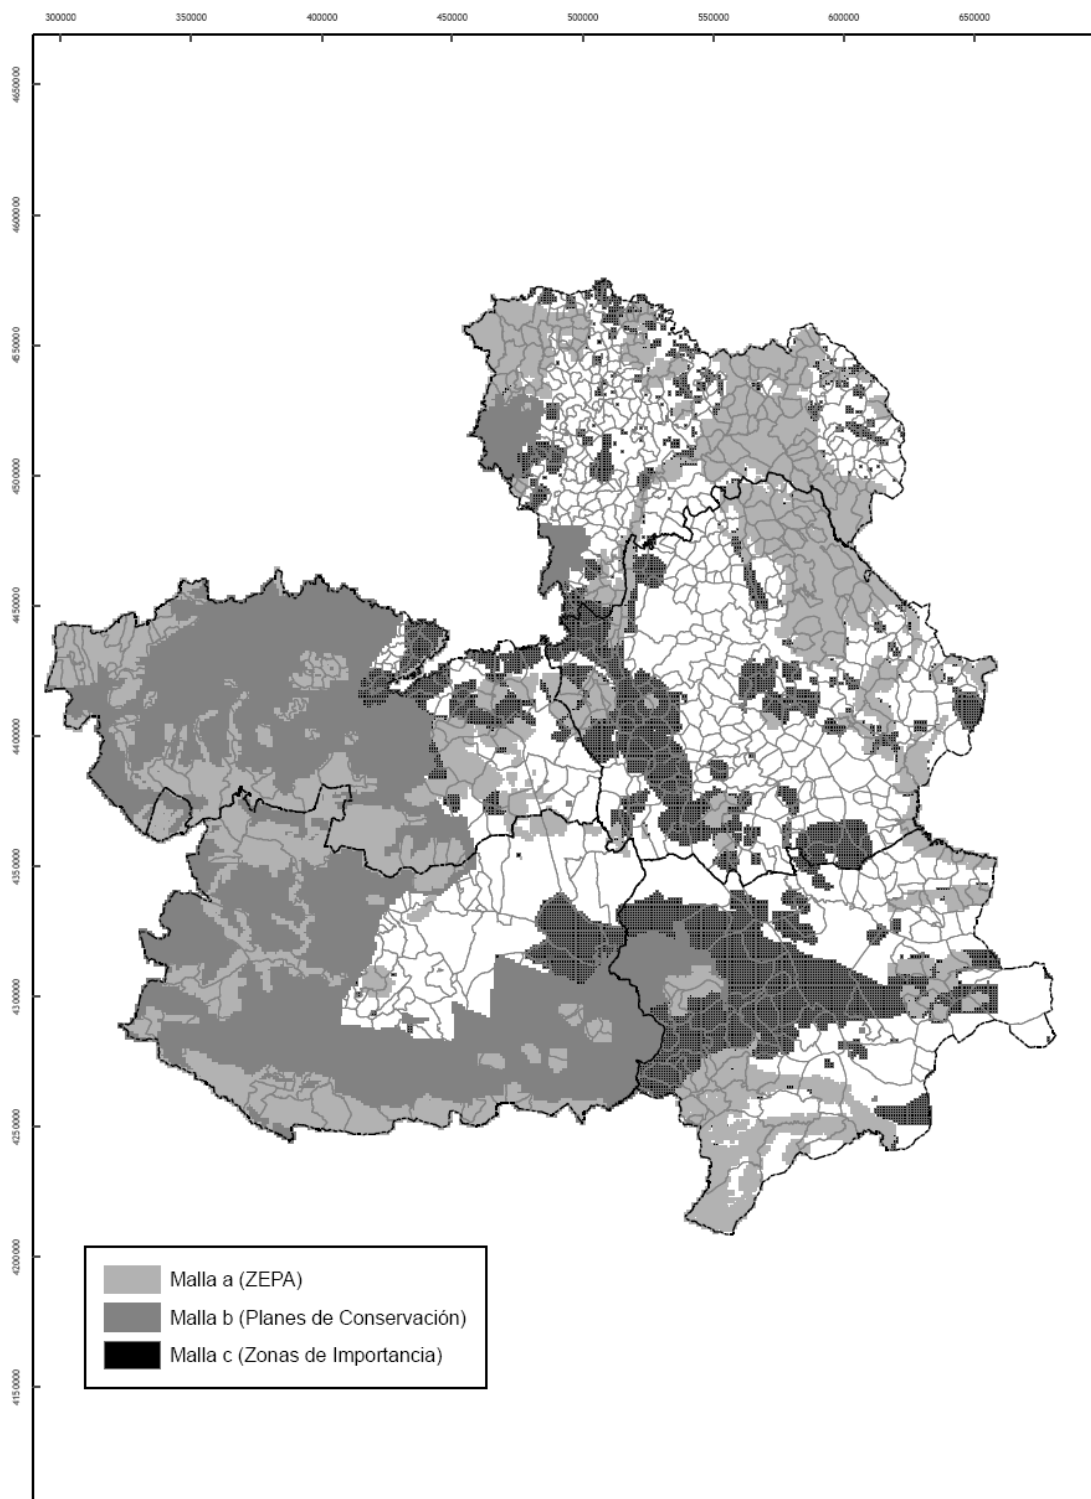 300000 350000 400000 450000 500000 550000 600000 650000
4650000
4600000
4550000
4500000
4450000
4400000
4350000
4300000
4250000
4200000
4150000
Malla a (ZEPA)
Malla b (Planes de Conservación)
Malla c (Zonas de Importancia)